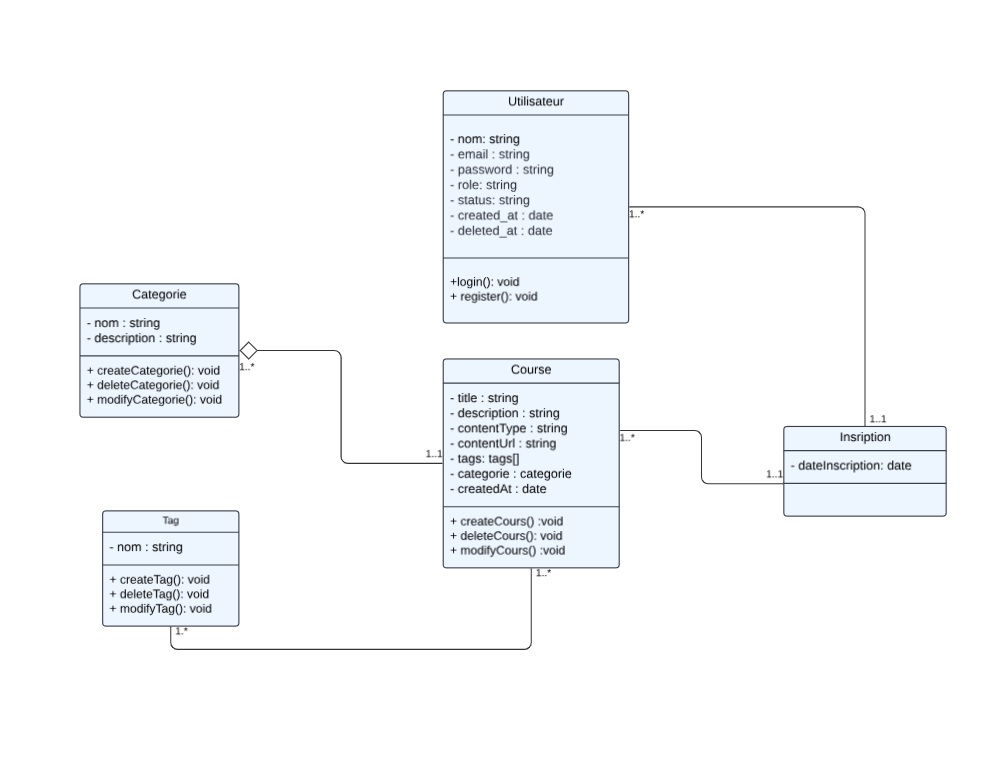 Utilisateur
- nom: string
- email : string
- password : string
- role: string
- status: string
- created_at : date
- deleted_at : date
+login(): void
+ register(): void
1..*
Categorie
- nom : string
- description : string
+ createCategorie(): void
+ deleteCategorie(): void
+ modifyCategorie(): void
1..*
1..1
Course
- title : string
- description : string
- contentType : string
- contentUrl : string
- tags: tags[]
- categorie : categorie
- createdAt : date
+ createCours() :void
+ deleteCours(): void
+ modifyCours() :void
1..*
1..*
1..1
1..1
Insription
- dateInscription: date
Tag
- nom : string
+ createTag(): void
+ deleteTag(): void
+ modifyTag(): void
1.*